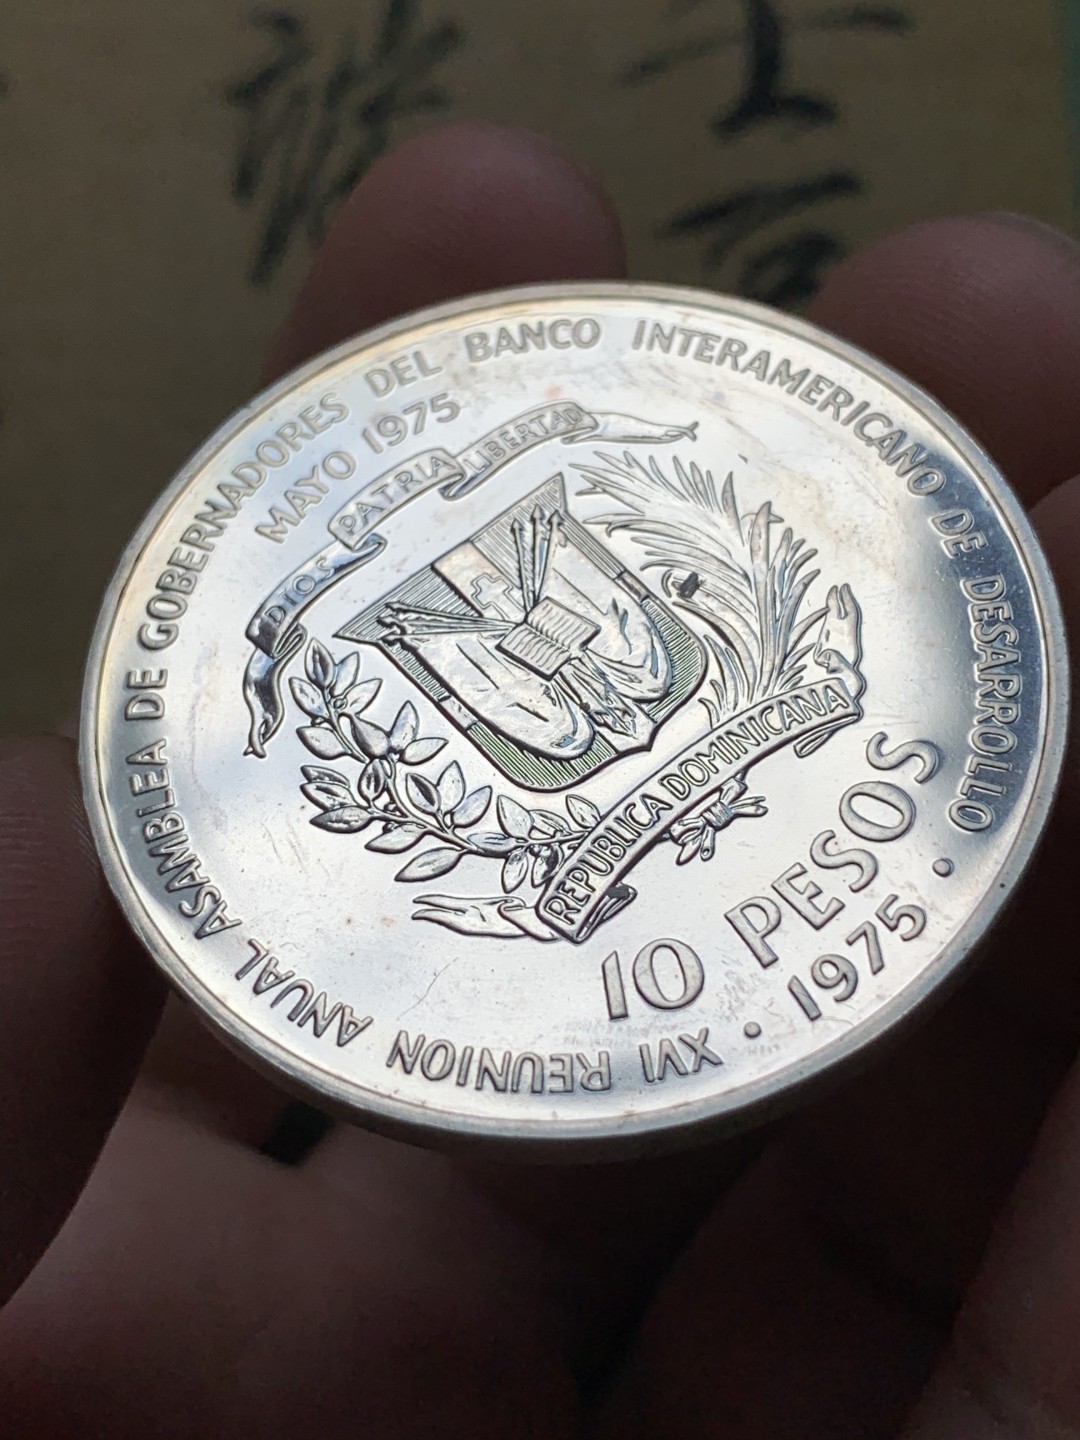 XVI REUNION ANUAL ASAMBLEA DE GOBERNADORES DEL BANCO INTERAMERICANO DE DESARROLLO
MAYO 1975
DIOS PATRIA LIBERTAD
REPUBLICA DOMINICANA
10 PESOS
• 1975 •